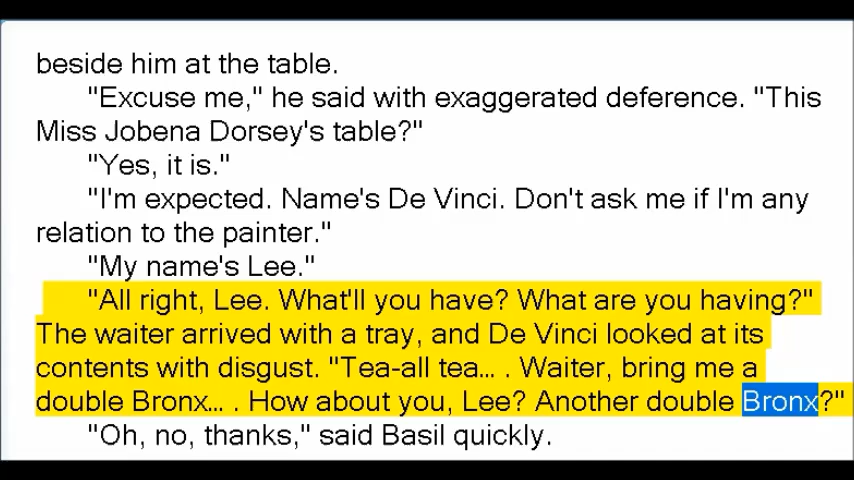 beside him at the table.
"Excuse me," he said with exaggerated deference. "This
Miss Jobena Dorsey's table?"
"Yes, it is."
"I'm expected. Name's De Vinci. Don't ask me if I'm any
relation to the painter."
"My name's Lee."
"All right, Lee. What'll you have? What are you having?"
The waiter arrived with a tray, and De Vinci looked at its
contents with disgust. "Tea-all tea... . Waiter, bring me a
double Bronx... . How about you, Lee? Another double Bronx?"
"Oh, no, thanks," said Basil quickly.